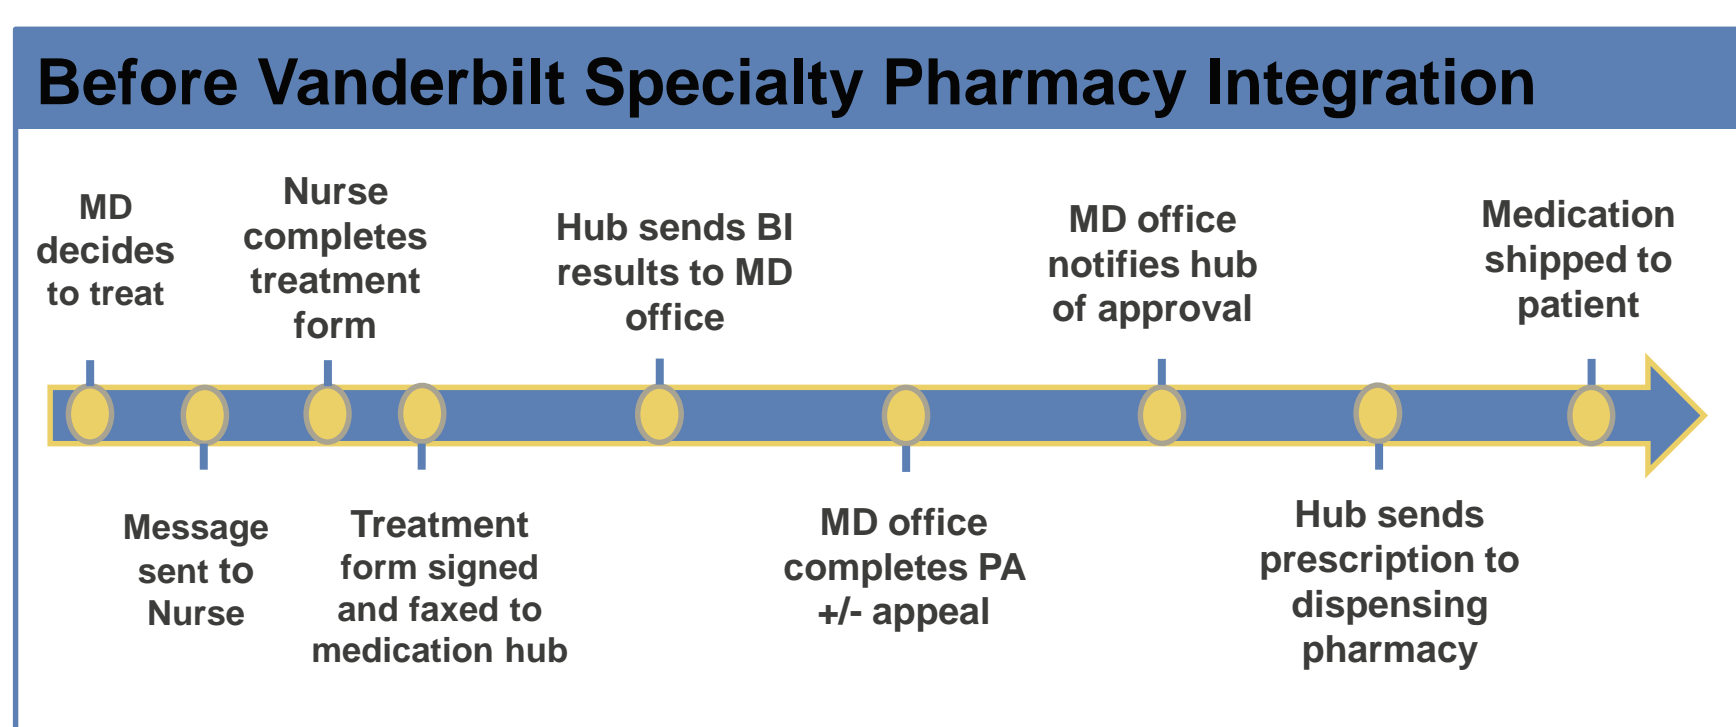 Before Vanderbilt Specialty Pharmacy Integration
MD
decides
to treat
Message
sent to
Nurse
Nurse
completes
treatment
form
Treatment
form signed
and faxed to
medication hub
Hub sends BI
results to MD
office
MD office
completes PA
+/- appeal
MD office
notifies hub
of approval
Hub sends
prescription to
dispensing
pharmacy
Medication
shipped to
patient